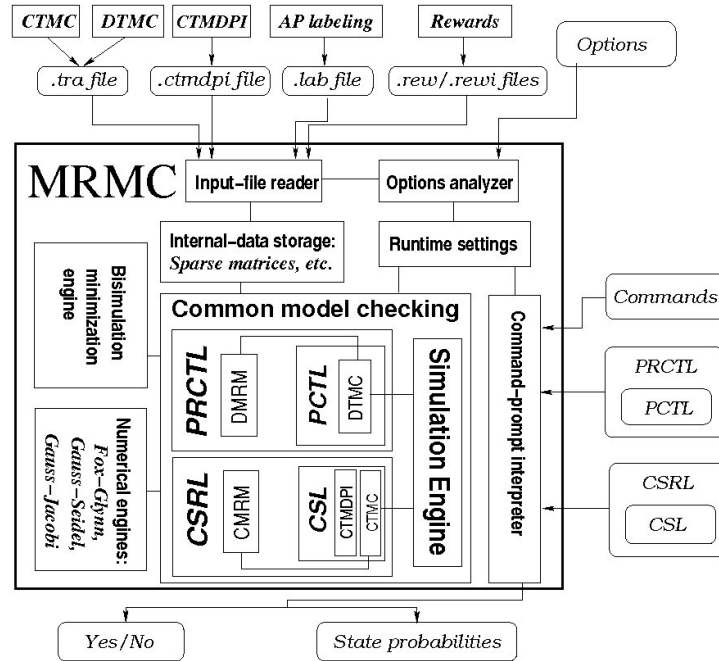 CTMC
DTMC
CTMDPI
AP labeling
Rewards
Options
.tra file
.ctmdpi file
.lab file
.rew/.rewi files
MRMC
Input-file reader
Options analyzer
Internal-data storage:
Sparse matrices, etc.
Runtime settings
Bisimulation
minimization
engine
Common model checking
PRCTL
DMRM
PCTL
DTMC
Simulation Engine
Command-prompt interpreter
Commands
PRCTL
PCTL
Numerical engines:
Fox-Glynn,
Gauss-Seidel,
Gauss-Jacobi
CSRL
CMRM
CSL
CTMDPI
CTMC
CSRL
CSL
Yes/No
State probabilities